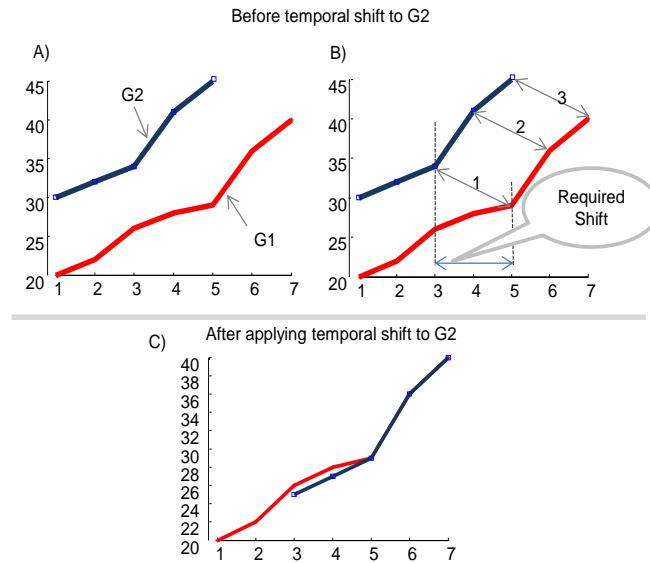 Before temporal shift to G2
A)
45
40
35
30
25
20
1 2 3 4 5 6 7
G2
G1
B)
45
40
35
30
25
20
1 2 3 4 5 6 7
1
2
3
Required
Shift
After applying temporal shift to G2
C)
40
38
36
34
32
30
28
26
24
22
20
1 2 3 4 5 6 7